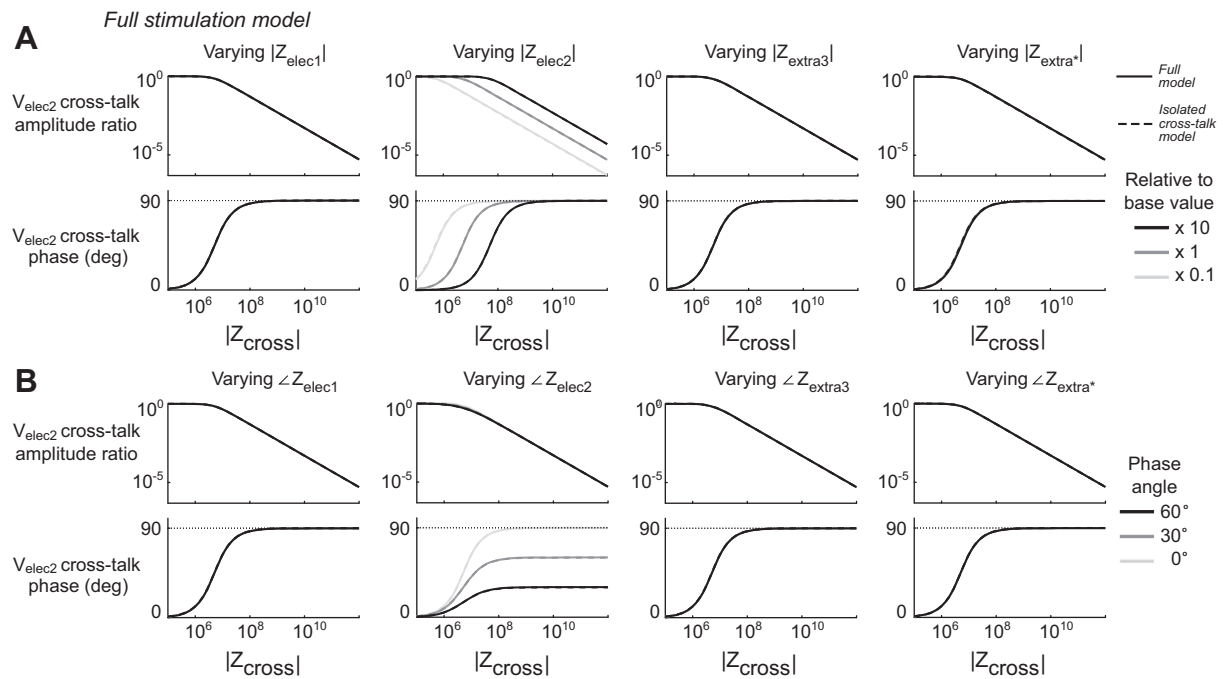 Full stimulation model
A
Varying |Z_elec1|
Varying |Z_elec2|
Varying |Z_extra3|
Varying |Z_extra*|
V_elec2 cross-talk
amplitude ratio
10^0
10^-5
10^0
10^-5
10^0
10^-5
10^0
10^-5
Full
model
Isolated
cross-talk
model
V_elec2 cross-talk
phase (deg)
90
0
90
0
90
0
90
0
Relative to
base value
x 10
x 1
x 0.1
10^6 10^8 10^10
10^6 10^8 10^10
10^6 10^8 10^10
10^6 10^8 10^10
|Z_cross|
|Z_cross|
|Z_cross|
|Z_cross|
B
Varying ∠Z_elec1
Varying ∠Z_elec2
Varying ∠Z_extra3
Varying ∠Z_extra*
V_elec2 cross-talk
amplitude ratio
10^0
10^-5
10^0
10^-5
10^0
10^-5
10^0
10^-5
V_elec2 cross-talk
phase (deg)
90
0
90
0
90
0
90
0
Phase
angle
60°
30°
0°
10^6 10^8 10^10
10^6 10^8 10^10
10^6 10^8 10^10
10^6 10^8 10^10
|Z_cross|
|Z_cross|
|Z_cross|
|Z_cross|